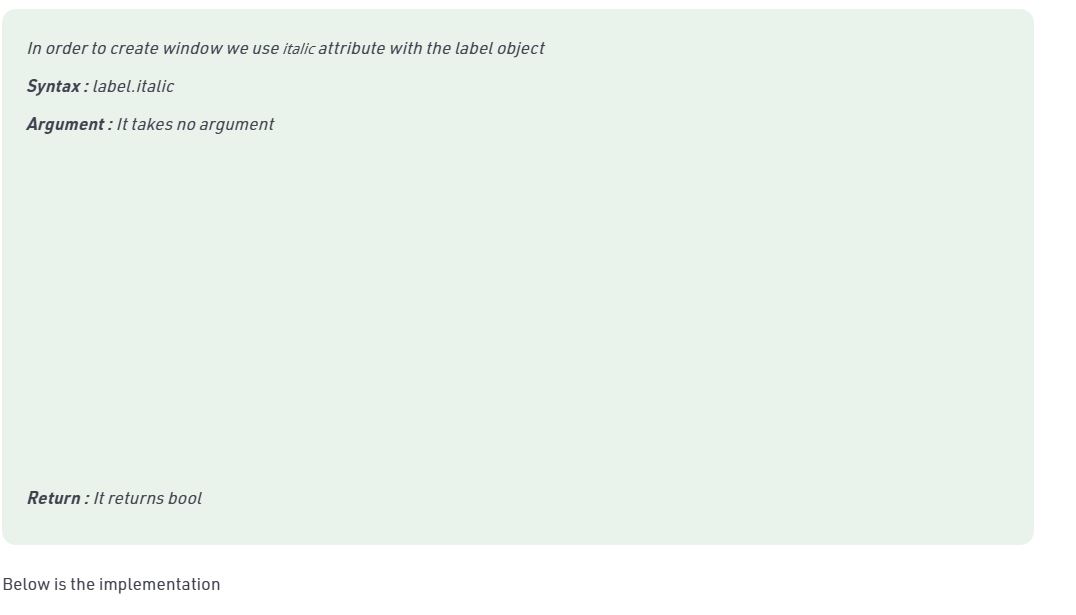 In order to create window we use italic attribute with the label object
Syntax : label.italic
Argument : It takes no argument
Return : It returns bool
Below is the implementation